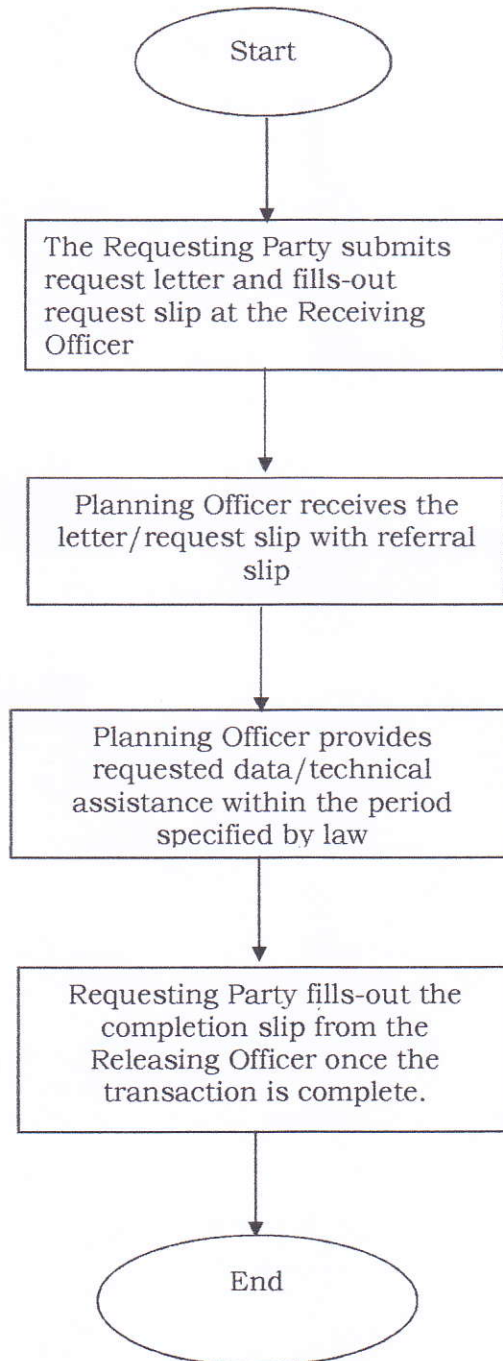 Start
The Requesting Party submits
request letter and fills-out
request slip at the Receiving
Officer
Planning Officer receives the
letter/request slip with referral
slip
Planning Officer provides
requested data/technical
assistance within the period
specified by law
Requesting Party fills-out the
completion slip from the
Releasing Officer once the
transaction is complete.
End